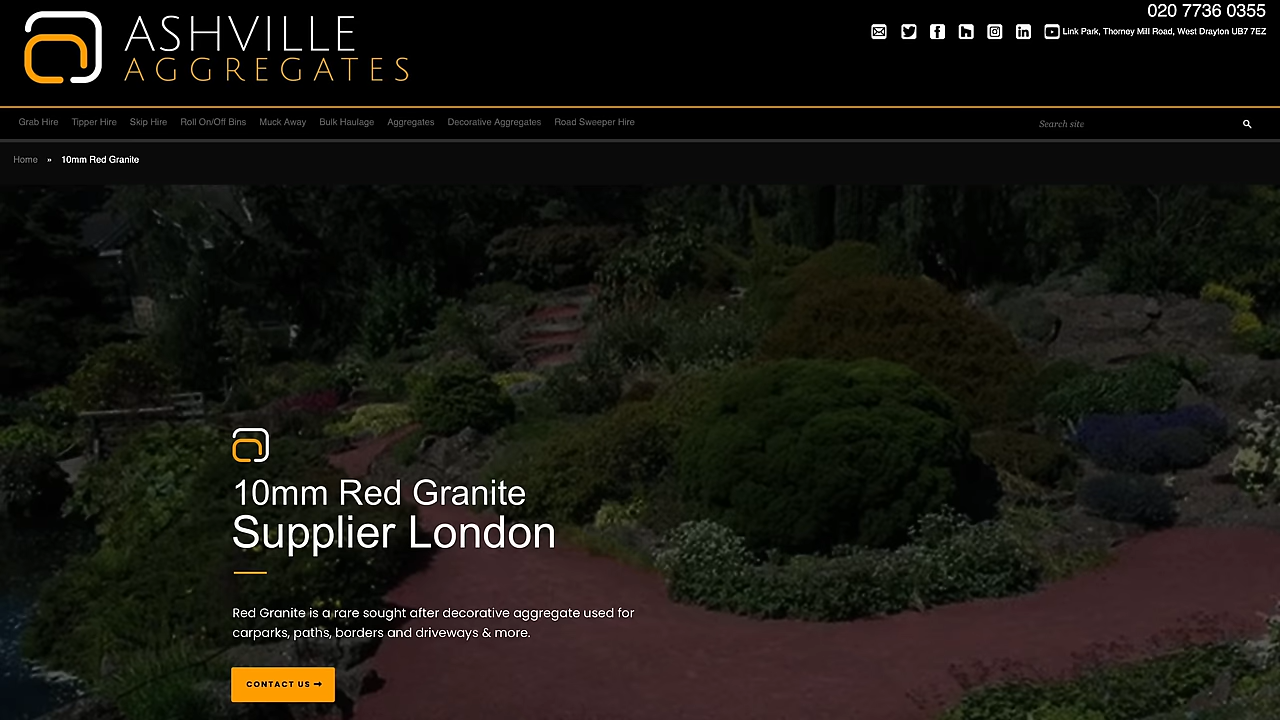 ASHVILLE
AGGREGATES
020 7736 0355
Link Park, Thorney Mill Road, West Drayton UB7 7EZ
Grab Hire Tipper Hire Skip Hire Roll On/Off Bins Muck Away Bulk Haulage Aggregates Decorative Aggregates Road Sweeper Hire
Search site
Home » 10mm Red Granite
10mm Red Granite
Supplier London
Red Granite is a rare sought after decorative aggregate used for
carparks, paths, borders and driveways & more.
CONTACT US →